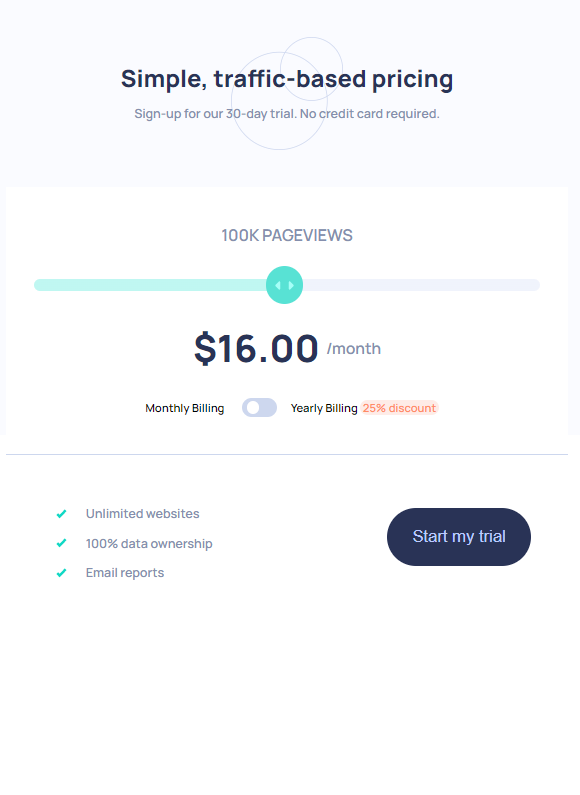 Simple, traffic-based pricing
Sign-up for our 30-day trial. No credit card required.
100K PAGEVIEWS
$16.00 /month
Monthly Billing Yearly Billing 25% discount
Unlimited websites
100% data ownership
Email reports
Start my trial